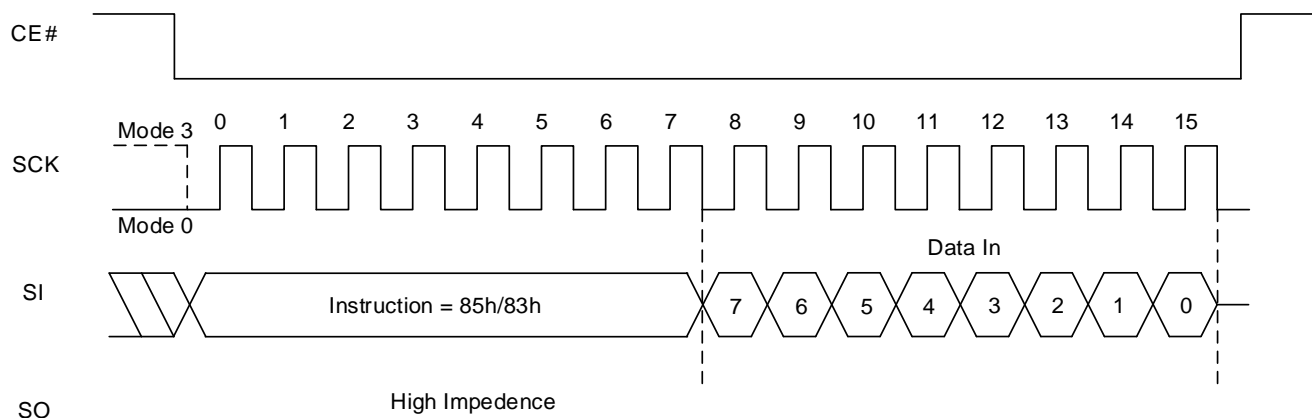 CE#
0 1 2 3 4 5 6 7 8 9 10 11 12 13 14 15
Mode 3
SCK
Mode 0
Data In
SI
Instruction = 85h/83h
7 6 5 4 3 2 1 0
High Impedence
SO